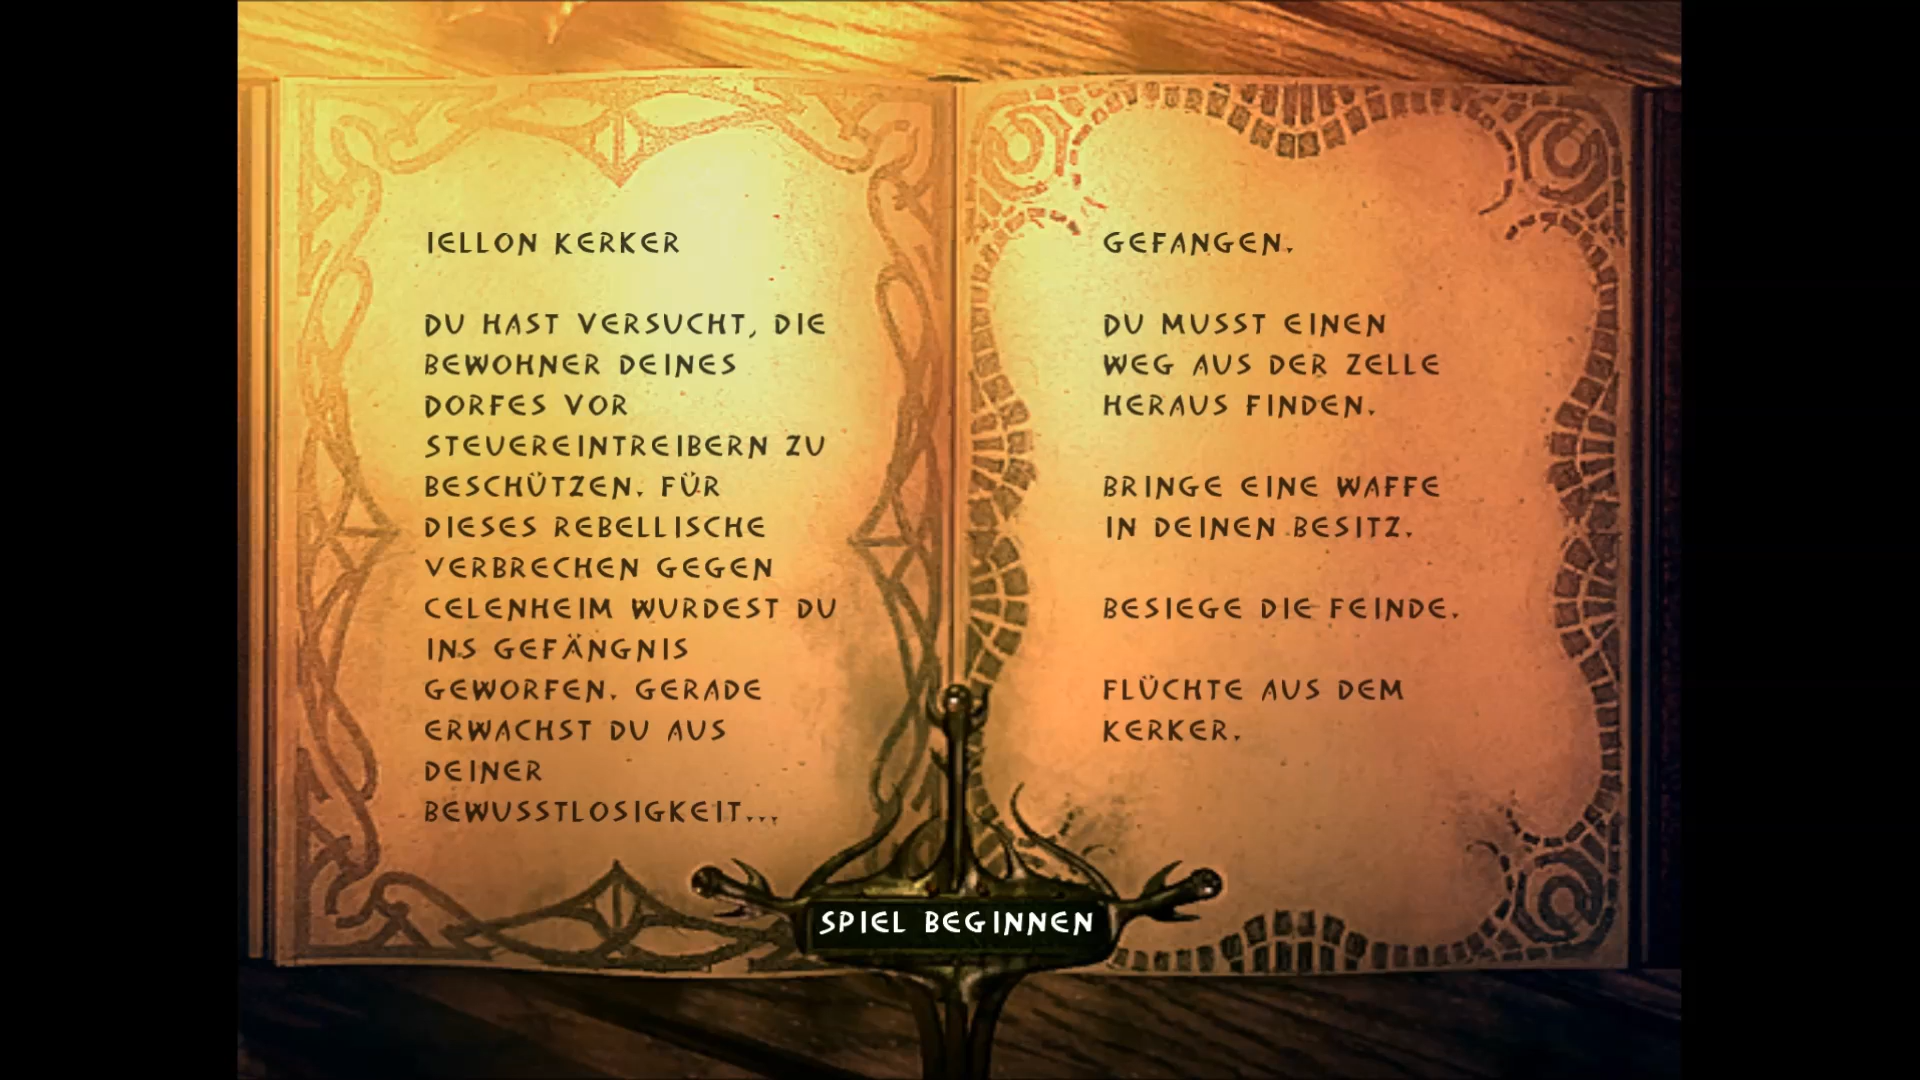 IELLON KERKER
DU HAST VERSUCHT, DIE
BEWOHNER DEINES
DORFES VOR
STEUEREINTREIBERN ZU
BESCHÜTZEN. FÜR
DIESES REBELLISCHE
VERBRECHEN GEGEN
CELENHEIM WURDEST DU
INS GEFÄNGNIS
GEWORFEN. GERADE
ERWACHST DU AUS
DEINER
BEWUSSTLOSIGKEIT...
GEFANGEN.
DU MUSST EINEN
WEG AUS DER ZELLE
HERAUS FINDEN.
BRINGE EINE WAFFE
IN DEINEN BESITZ.
BESIEGE DIE FEINDE.
FLÜCHTE AUS DEM
KERKER.
SPIEL BEGINNEN